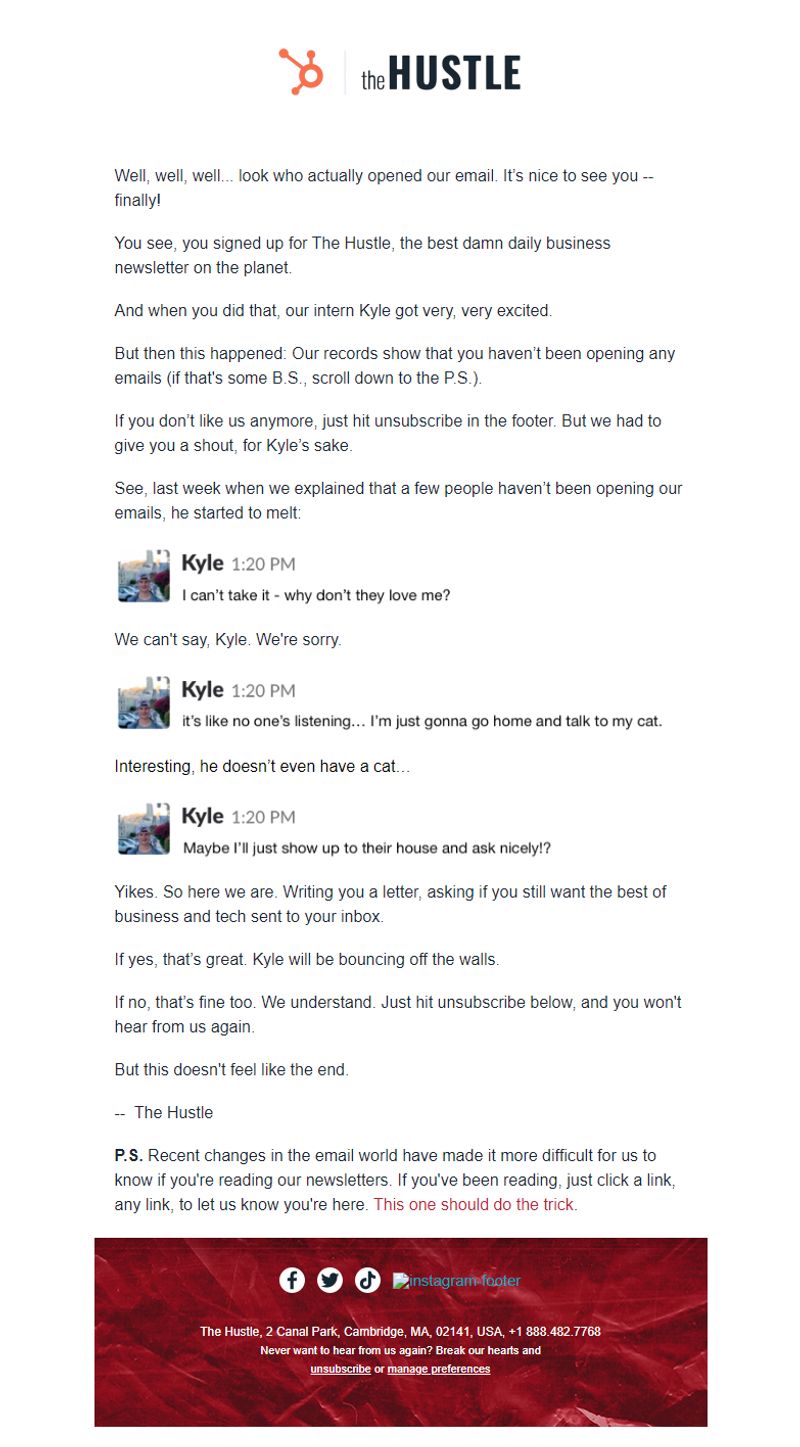 the HUSTLE
Well, well, well... look who actually opened our email. It’s nice to see you --
finally!
You see, you signed up for The Hustle, the best damn daily business
newsletter on the planet.
And when you did that, our intern Kyle got very, very excited.
But then this happened: Our records show that you haven’t been opening any
emails (if that's some B.S., scroll down to the P.S.).
If you don’t like us anymore, just hit unsubscribe in the footer. But we had to
give you a shout, for Kyle’s sake.
See, last week when we explained that a few people haven’t been opening our
emails, he started to melt:
Kyle 1:20 PM
I can’t take it - why don’t they love me?
We can't say, Kyle. We're sorry.
Kyle 1:20 PM
it’s like no one’s listening... I’m just gonna go home and talk to my cat.
Interesting, he doesn’t even have a cat...
Kyle 1:20 PM
Maybe I’ll just show up to their house and ask nicely!?
Yikes. So here we are. Writing you a letter, asking if you still want the best of
business and tech sent to your inbox.
If yes, that’s great. Kyle will be bouncing off the walls.
If no, that’s fine too. We understand. Just hit unsubscribe below, and you won't
hear from us again.
But this doesn't feel like the end.
-- The Hustle
P.S. Recent changes in the email world have made it more difficult for us to
know if you're reading our newsletters. If you've been reading, just click a link,
any link, to let us know you're here. This one should do the trick.
instagram-footer
The Hustle, 2 Canal Park, Cambridge, MA, 02141, USA, +1 888.482.7768
Never want to hear from us again? Break our hearts and
unsubscribe or manage preferences